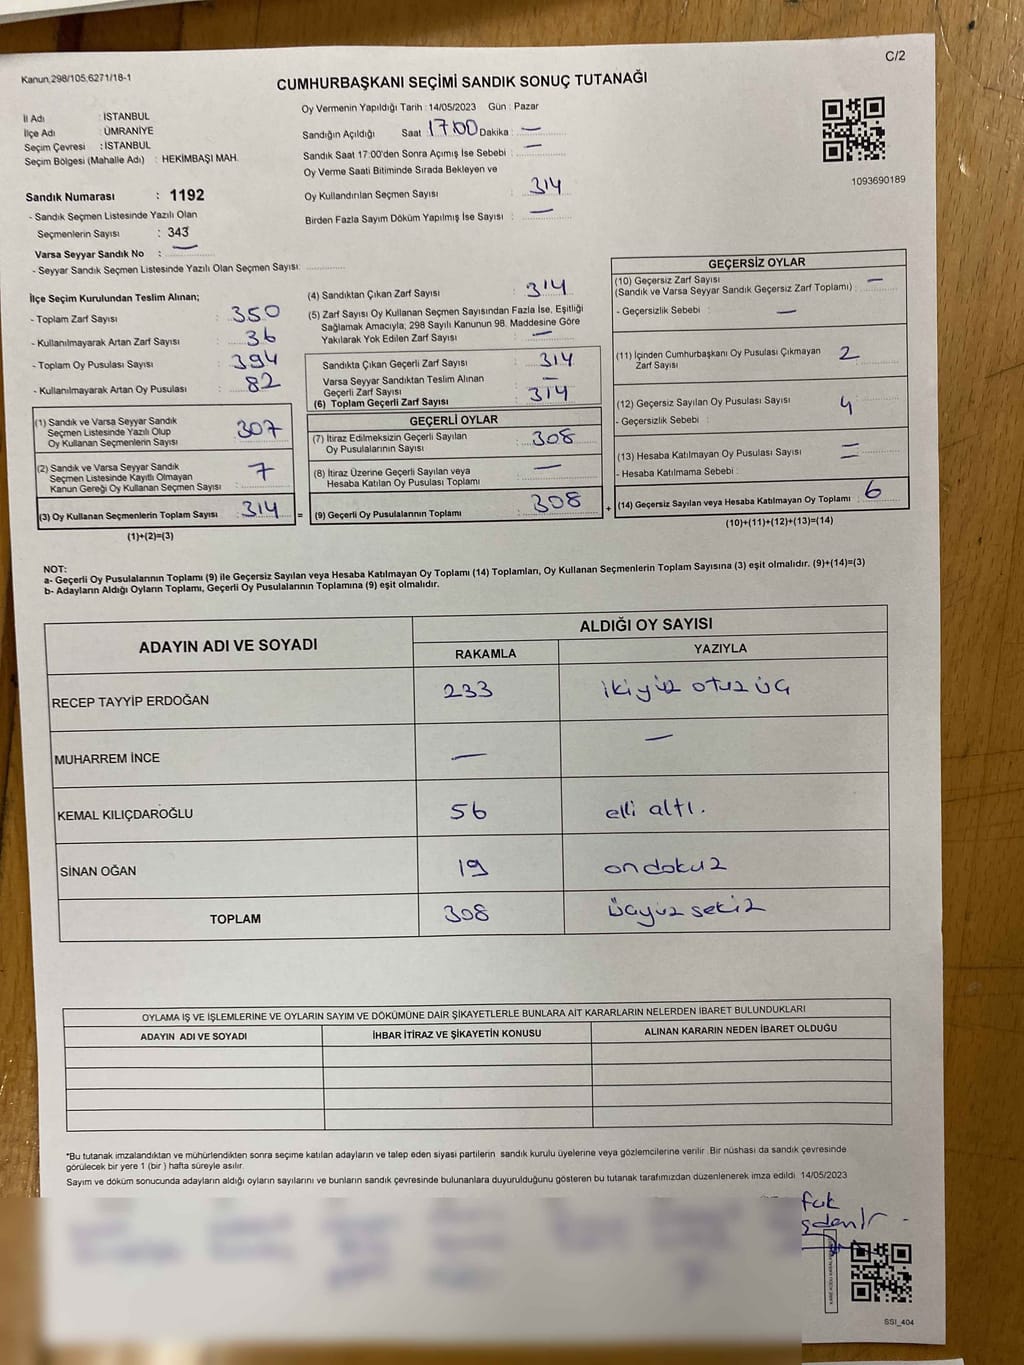 Kanun 298/105,6271/18-1
C/2
CUMHURBAŞKANI SEÇİMİ SANDIK SONUÇ TUTANAĞI
İl Adı : İSTANBUL
İlçe Adı : ÜMRANİYE
Seçim Çevresi : İSTANBUL
Seçim Bölgesi (Mahalle Adı) : HEKİMBAŞI MAH.
Sandık Numarası : 1192
- Sandık Seçmen Listesinde Yazılı Olan
Seçmenlerin Sayısı : 343
Varsa Seyyar Sandık No : —
- Seyyar Sandık Seçmen Listesinde Yazılı Olan Seçmen Sayısı:
Oy Vermenin Yapıldığı Tarih : 14/05/2023 Gün : Pazar
Sandığın Açıldığı Saat 17:00 Dakika : —
Sandık Saat 17:00'den Sonra Açımış İse Sebebi : —
Oy Verme Saati Bitiminde Sırada Bekleyen ve
Oy Kullandırılan Seçmen Sayısı : 314
Birden Fazla Sayım Döküm Yapılmış İse Sayısı : —
1093690189
İlçe Seçim Kurulundan Teslim Alınan;
- Toplam Zarf Sayısı : 350
- Kullanılmayarak Artan Zarf Sayısı : 36
- Toplam Oy Pusulası Sayısı : 394
- Kullanılmayarak Artan Oy Pusulası : 82
(1) Sandık ve Varsa Seyyar Sandık
Seçmen Listesinde Yazılı Olup
Oy Kullanan Seçmenlerin Sayısı : 307
(2) Sandık ve Varsa Seyyar Sandık
Seçmen Listesinde Kayıtlı Olmayan
Kanun Gereği Oy Kullanan Seçmen Sayısı : 7
(3) Oy Kullanan Seçmenlerin Toplam Sayısı : 314 =
(1)+(2)=(3)
(4) Sandıktan Çıkan Zarf Sayısı : 314
(5) Zarf Sayısı Oy Kullanan Seçmen Sayısından Fazla İse, Eşitliği
Sağlamak Amacıyla; 298 Sayılı Kanunun 98. Maddesine Göre
Yakılarak Yok Edilen Zarf Sayısı : —
Sandıkta Çıkan Geçerli Zarf Sayısı : 314
Varsa Seyyar Sandıktan Teslim Alınan
Geçerli Zarf Sayısı : —
(6) Toplam Geçerli Zarf Sayısı : 314
GEÇERLİ OYLAR
(7) İtiraz Edilmeksizin Geçerli Sayılan
Oy Pusulalarının Sayısı : 308
(8) İtiraz Üzerine Geçerli Sayılan veya
Hesaba Katılan Oy Pusulası Toplamı : —
(9) Geçerli Oy Pusulalarının Toplamı : 308 +
GEÇERSİZ OYLAR
(10) Geçersiz Zarf Sayısı
(Sandık ve Varsa Seyyar Sandık Geçersiz Zarf Toplamı) : —
- Geçersizlik Sebebi : —
(11) İçinden Cumhurbaşkanı Oy Pusulası Çıkmayan
Zarf Sayısı : 2
(12) Geçersiz Sayılan Oy Pusulası Sayısı : 4
- Geçersizlik Sebebi :
(13) Hesaba Katılmayan Oy Pusulası Sayısı : —
- Hesaba Katılmama Sebebi :
(14) Geçersiz Sayılan veya Hesaba Katılmayan Oy Toplamı : 6
(10)+(11)+(12)+(13)=(14)
NOT:
a- Geçerli Oy Pusulalarının Toplamı (9) ile Geçersiz Sayılan veya Hesaba Katılmayan Oy Toplamı (14) Toplamları, Oy Kullanan Seçmenlerin Toplam Sayısına (3) eşit olmalıdır. (9)+(14)=(3)
b- Adayların Aldığı Oyların Toplamı, Geçerli Oy Pusulalarının Toplamına (9) eşit olmalıdır.
ADAYIN ADI VE SOYADI ALDIĞI OY SAYISI
RAKAMLA YAZIYLA
RECEP TAYYİP ERDOĞAN 233 ikiyüz otuz üç
MUHARREM İNCE — —
KEMAL KILIÇDAROĞLU 56 elli altı.
SİNAN OĞAN 19 ondokuz
TOPLAM 308 üçyüz sekiz
OYLAMA İŞ VE İŞLEMLERİNE VE OYLARIN SAYIM VE DÖKÜMÜNE DAİR ŞİKAYETLERLE BUNLARA AİT KARARLARIN NELERDEN İBARET BULUNDUKLARI
ADAYIN ADI VE SOYADI İHBAR İTİRAZ VE ŞİKAYETİN KONUSU ALINAN KARARIN NEDEN İBARET OLDUĞU
*Bu tutanak imzalandıktan ve mühürlendikten sonra seçime katılan adayların ve talep eden siyasi partilerin sandık kurulu üyelerine veya gözlemcilerine verilir. Bir nüshası da sandık çevresinde
görülecek bir yere 1 (bir) hafta süreyle asılır.
Sayım ve döküm sonucunda adayların aldığı oyların sayılarını ve bunların sandık çevresinde bulunanlara duyurulduğunu gösteren bu tutanak tarafımızdan düzenlenerek imza edildi 14/05/2023
SSI_404